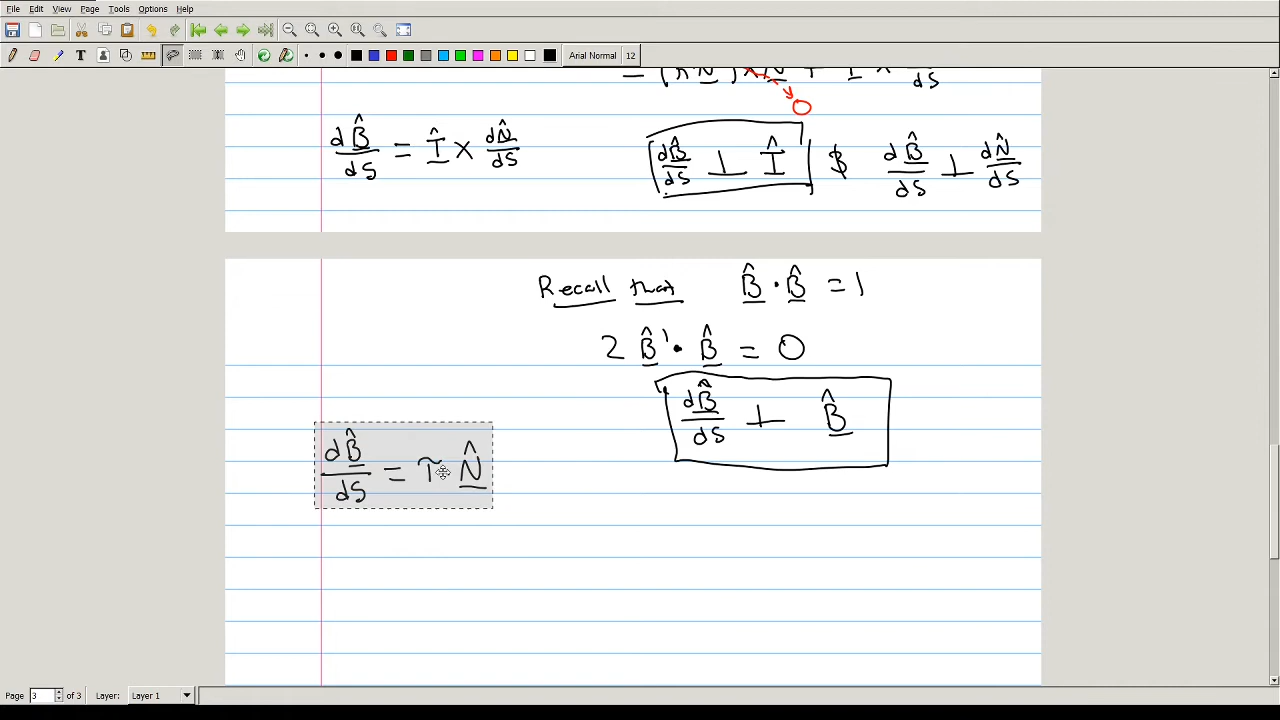 File Edit View Page Tools Options Help
Arial Normal 12
dS
dB̂/dS = T̂ × dN̂/dS
dB̂/dS ⊥ T̂ & dB̂/dS ⊥ dN̂/dS
Recall that B̂ · B̂ = 1
2 B̂' · B̂ = 0
dB̂/dS ⊥ B̂
dB̂/dS = τ N̂
Page 3 of 3 Layer: Layer 1